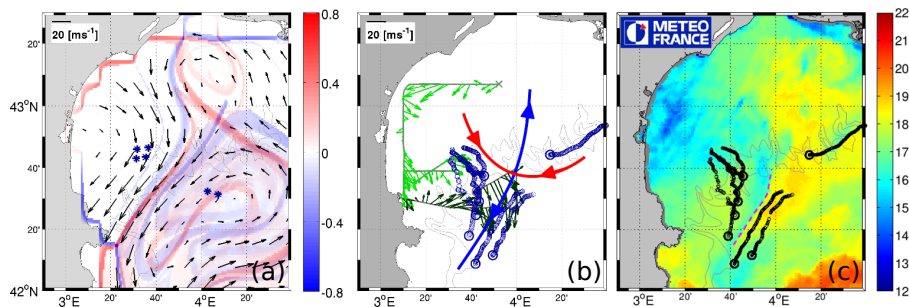 20 [ms⁻¹]
20'
43°N
40'
20'
42°N
(a)
3°E 20' 40' 4°E 20'
0.8
0.4
0
-0.4
-0.8
20 [ms⁻¹]
(b)
3°E 20' 40' 4°E 20'
METEO
FRANCE
(c)
3°E 20' 40' 4°E 20'
22
21
20
19
18
17
16
15
14
13
12